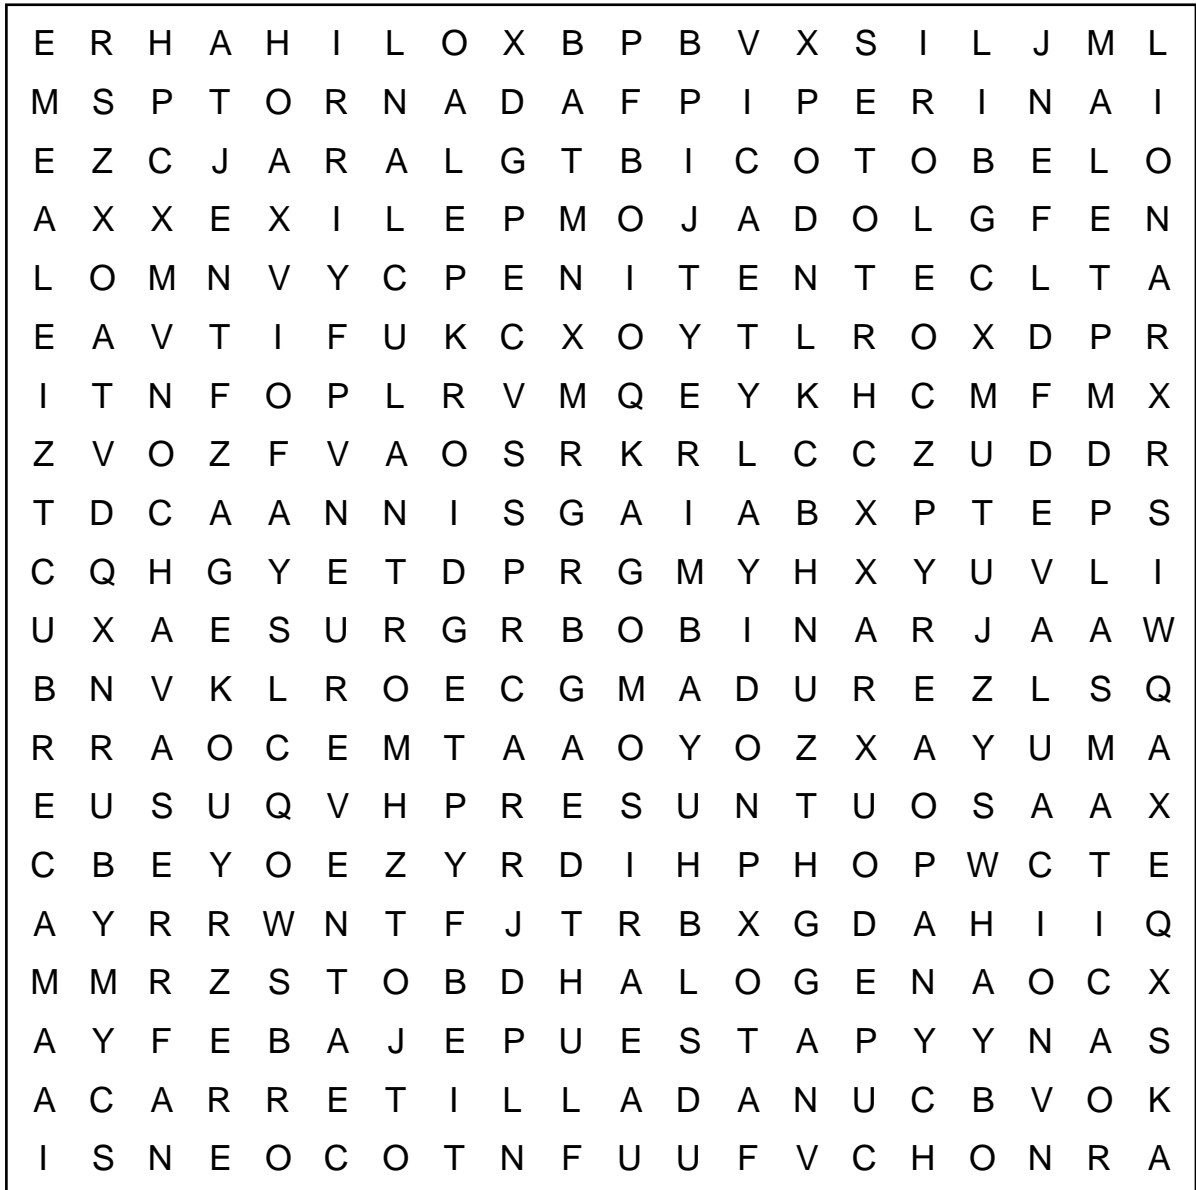 E R H A H I L O X B P B V X S I L J M L
M S P T O R N A D A F P I P E R I N A I
E Z C J A R A L G T B I C O T O B E L O
A X X E X I L E P M O J A D O L G F E N
L O M N V Y C P E N I T E N T E C L T A
E A V T I F U K C X O Y T L R O X D P R
I T N F O P L R V M Q E Y K H C M F M X
Z V O Z F V A O S R K R L C C Z U D D R
T D C A A N N I S G A I A B X P T E P S
C Q H G Y E T D P R G M Y H X Y U V L I
U X A E S U R G R B O B I N A R J A A W
B N V K L R O E C G M A D U R E Z L S Q
R R A O C E M T A A O Y O Z X A Y U M A
E U S U Q V H P R E S U N T U O S A A X
C B E Y O E Z Y R D I H P H O P W C T E
A Y R R W N T F J T R B X G D A H I I Q
M M R Z S T O B D H A L O G E N A O C X
A Y F E B A J E P U E S T A P Y Y N A S
A C A R R E T I L L A D A N U C B V O K
I S N E O C O T N F U U F V C H O N R A